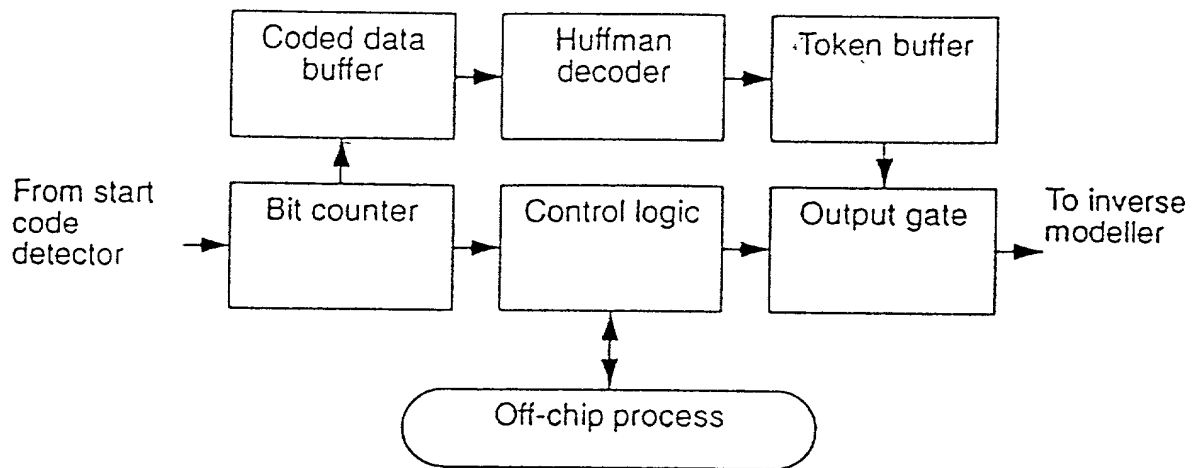 Coded data
buffer
Huffman
decoder
Token buffer
From start
code
detector
Bit counter
Control logic
Output gate
To inverse
modeller
Off-chip process